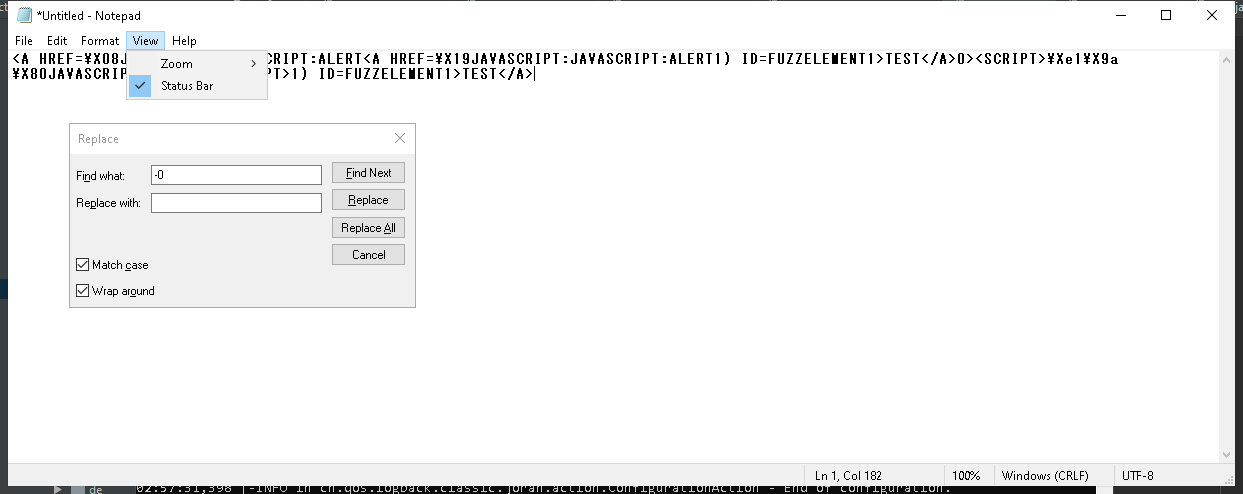 *Untitled - Notepad
File Edit Format View Help
<A HREF=¥X08J
CRIPT:ALERT<A HREF=¥X19JAVASCRIPT:JAVASCRIPT:ALERT1) ID=FUZZELEMENT1>TEST</A>0><SCRIPT>¥Xe1¥X9a
¥X80JAVASCRIP
PT>1) ID=FUZZELEMENT1>TEST</A>
Zoom
Status Bar
Replace
Find what: -0 Find Next
Replace with: Replace
Replace All
Cancel
Match case
Wrap around
Ln 1, Col 182 100% Windows (CRLF) UTF-8
de 02:57:31,398 |-INFO in ch.qos.logback.classic.joran.action.ConfigurationAction - End of configuration.